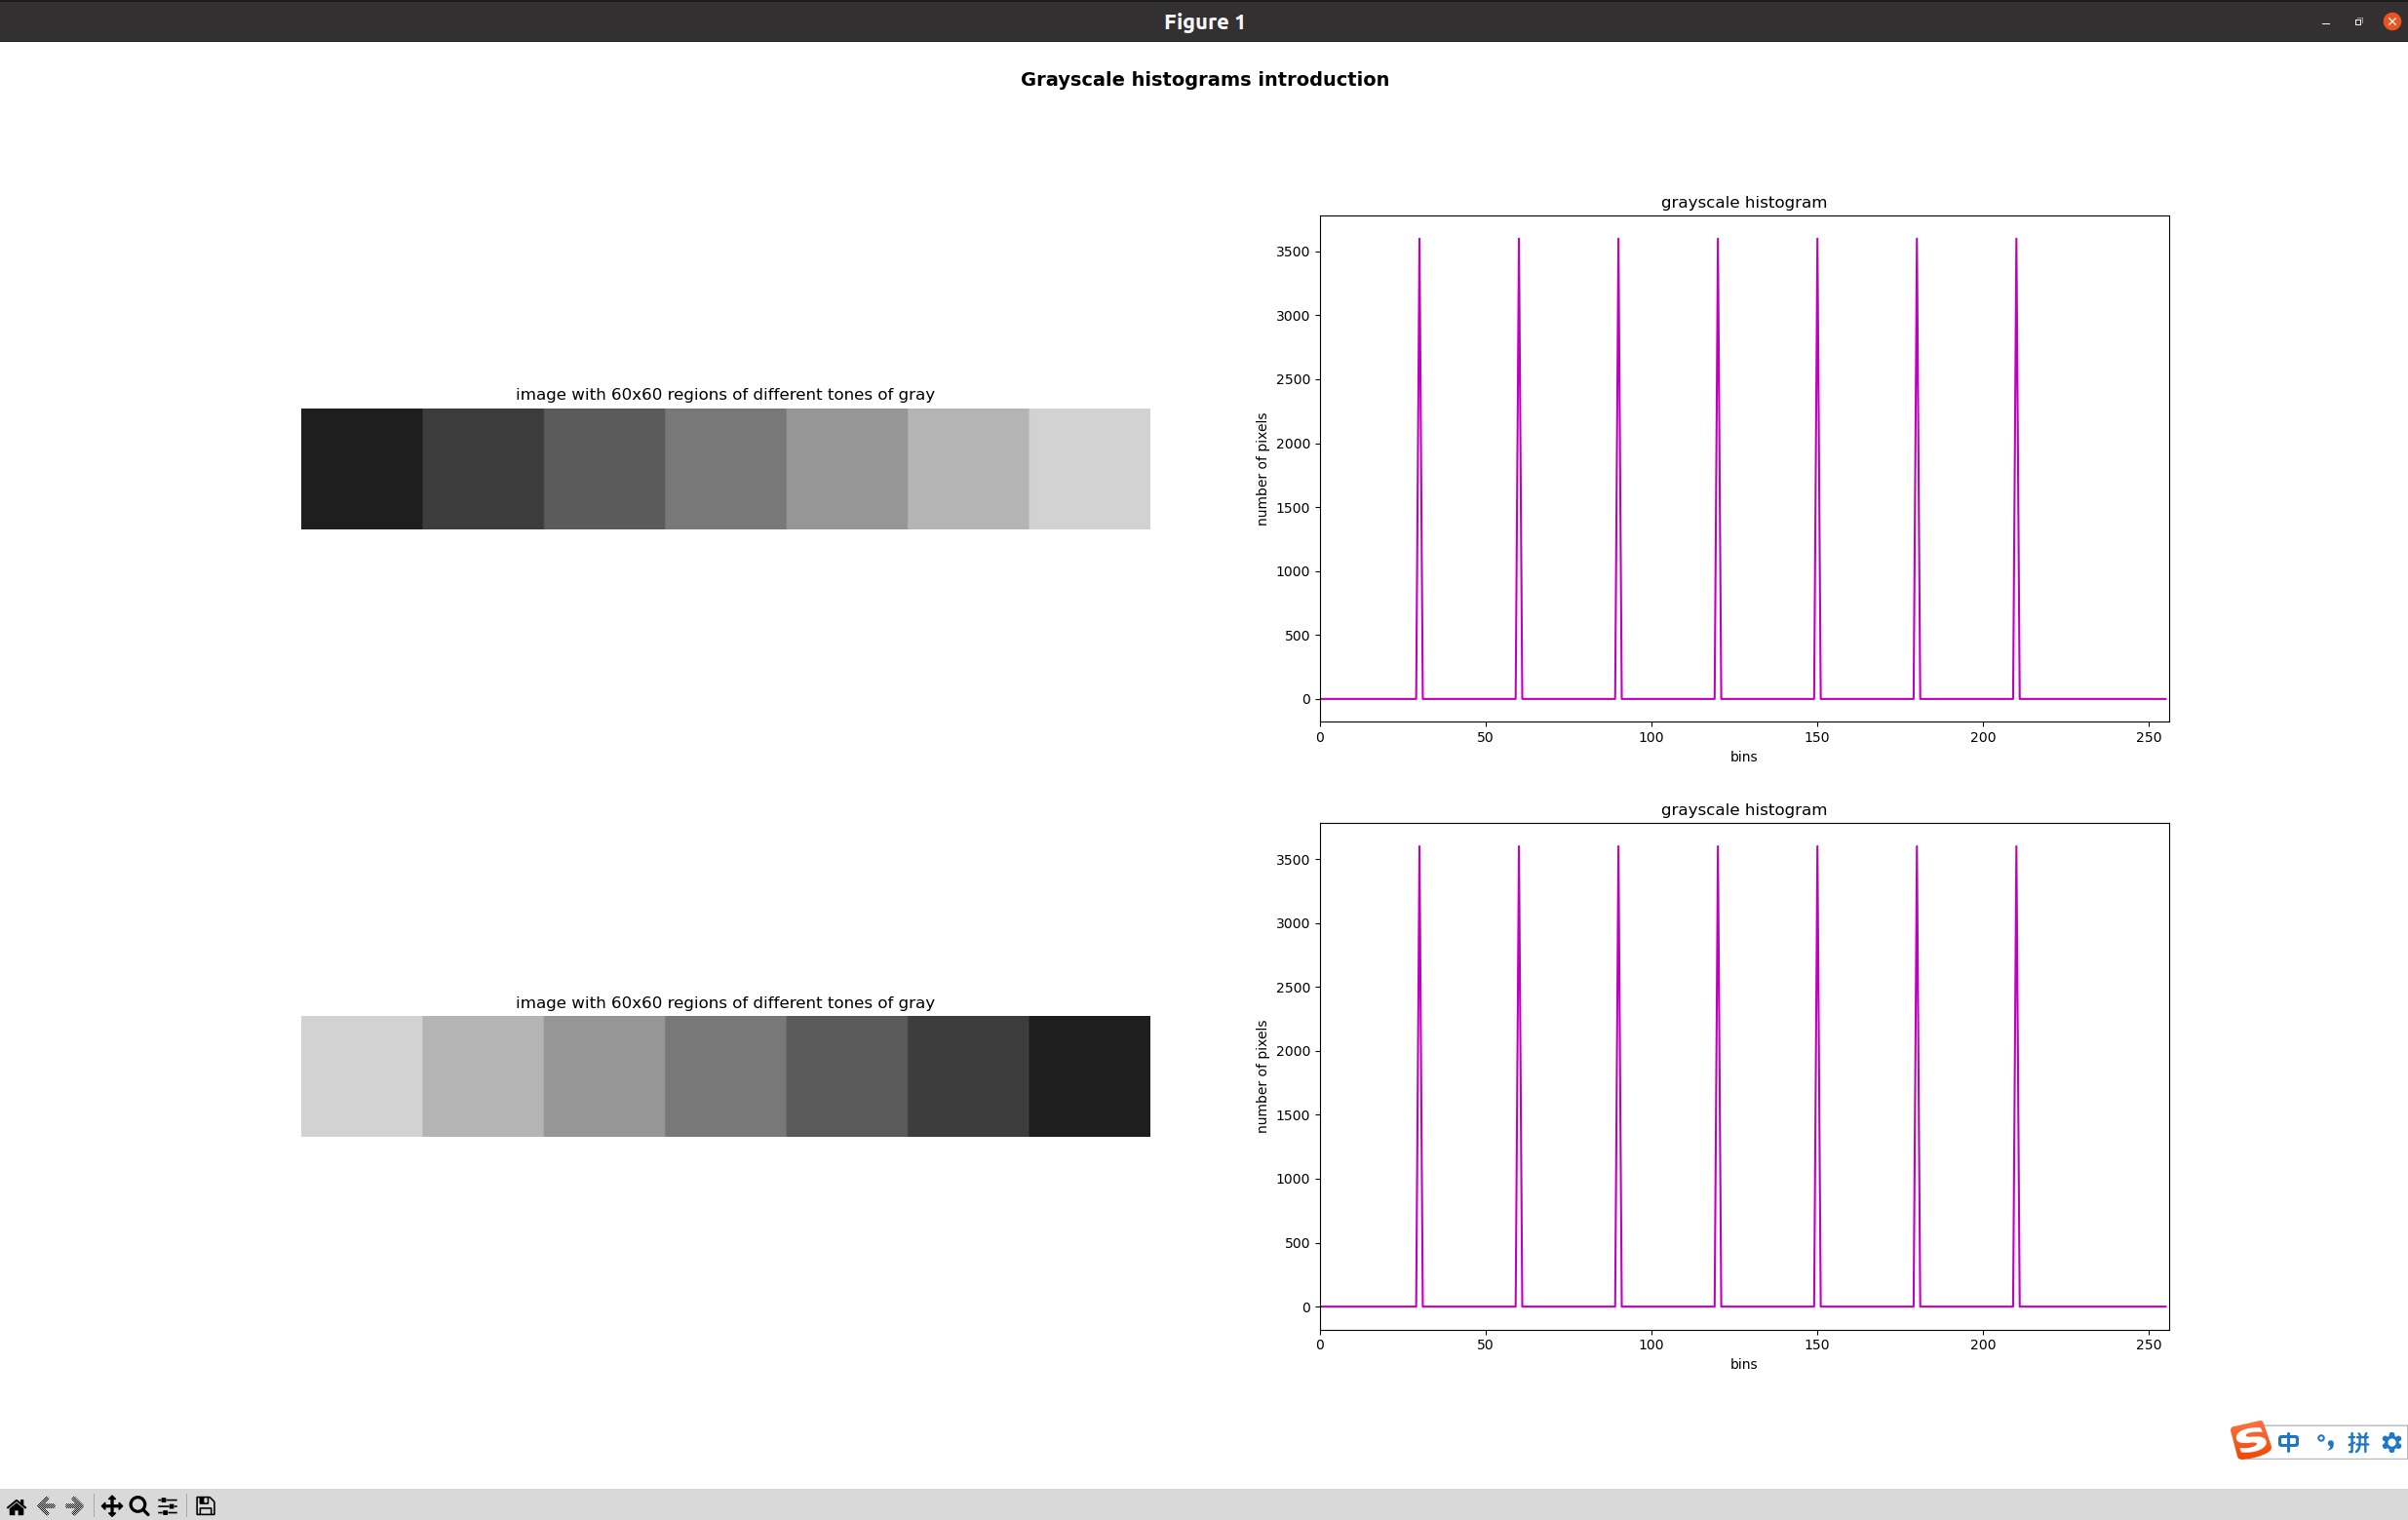 Figure 1
Grayscale histograms introduction
image with 60x60 regions of different tones of gray
grayscale histogram
number of pixels
3500
3000
2500
2000
1500
1000
500
0
0 50 100 150 200 250
bins
image with 60x60 regions of different tones of gray
grayscale histogram
number of pixels
3500
3000
2500
2000
1500
1000
500
0
0 50 100 150 200 250
bins
S 中 °, 拼